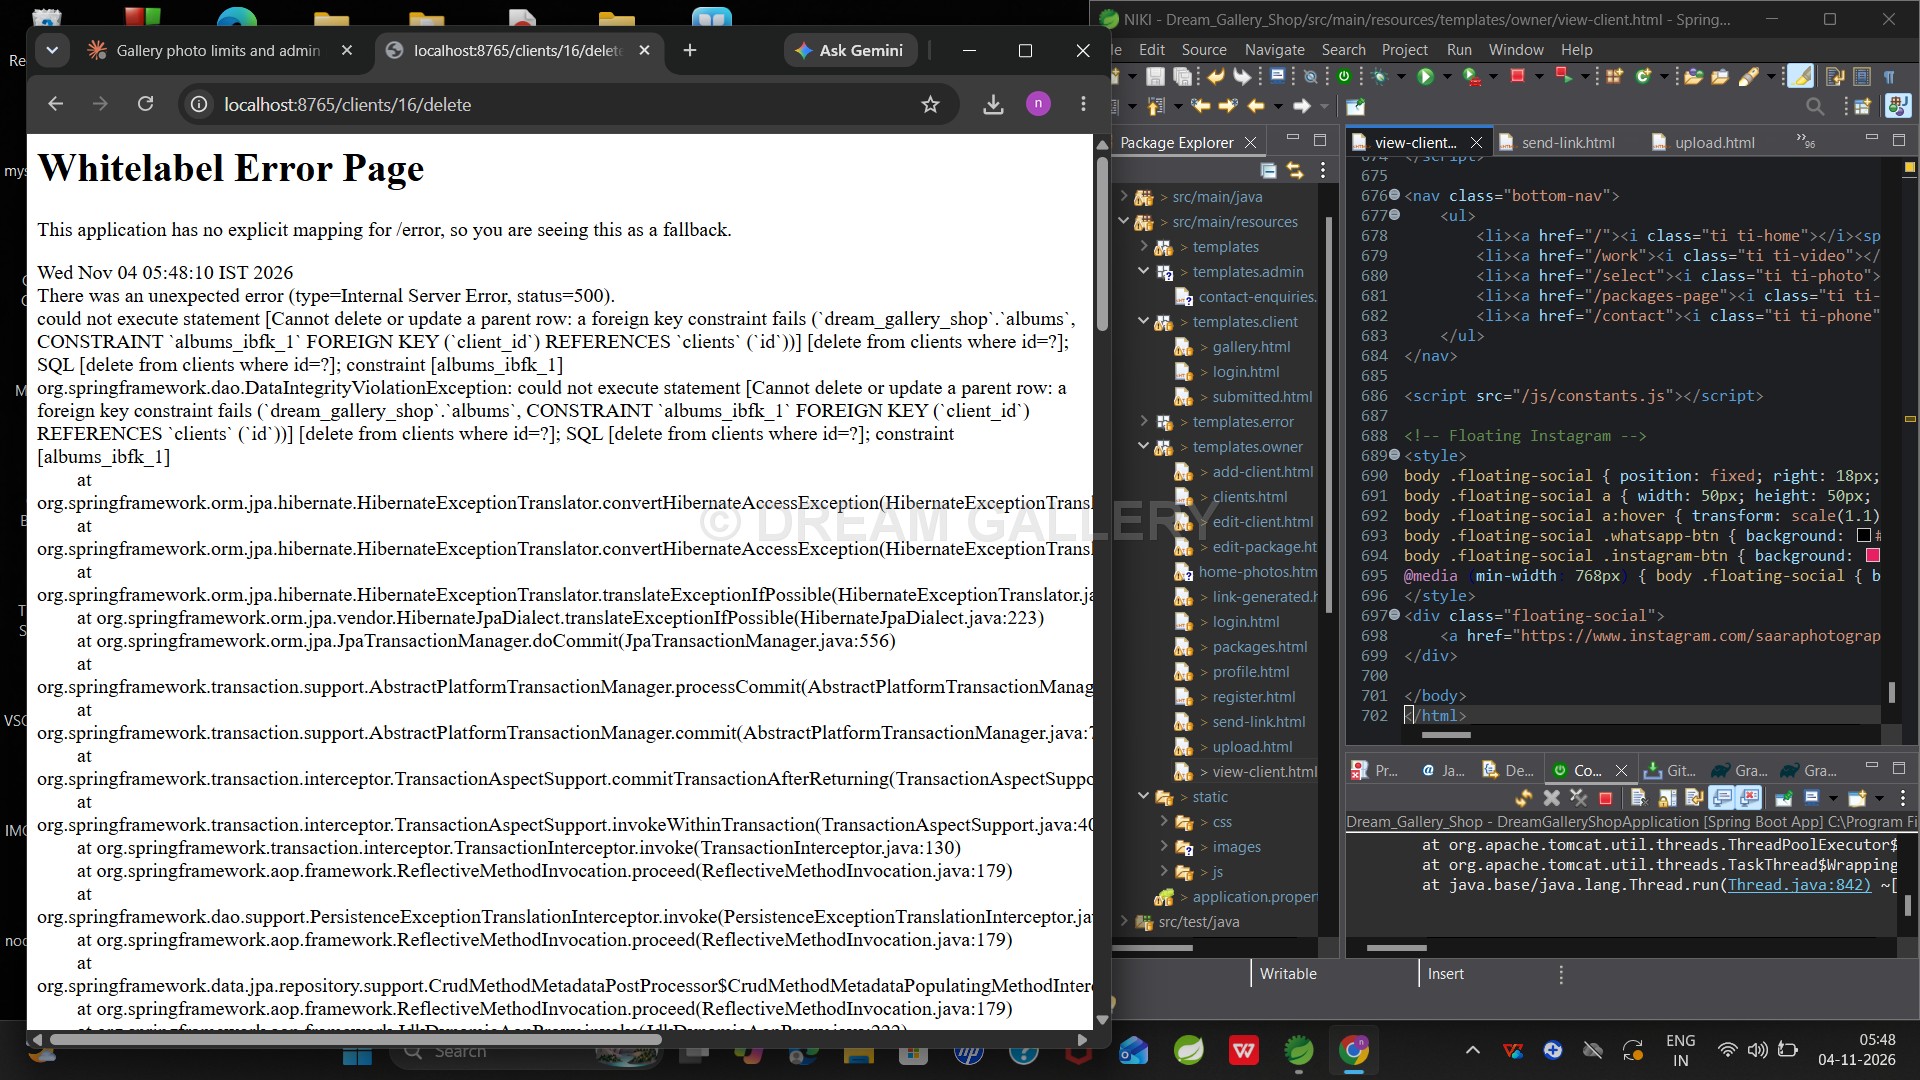 Gallery photo limits and admin
localhost:8765/clients/16/delete
Ask Gemini
localhost:8765/clients/16/delete
n
Whitelabel Error Page
This application has no explicit mapping for /error, so you are seeing this as a fallback.
Wed Nov 04 05:48:10 IST 2026
There was an unexpected error (type=Internal Server Error, status=500).
could not execute statement [Cannot delete or update a parent row: a foreign key constraint fails (`dream_gallery_shop`.`albums`,
CONSTRAINT `albums_ibfk_1` FOREIGN KEY (`client_id`) REFERENCES `clients` (`id`))] [delete from clients where id=?];
SQL [delete from clients where id=?]; constraint [albums_ibfk_1]
org.springframework.dao.DataIntegrityViolationException: could not execute statement [Cannot delete or update a parent row: a
foreign key constraint fails (`dream_gallery_shop`.`albums`, CONSTRAINT `albums_ibfk_1` FOREIGN KEY (`client_id`)
REFERENCES `clients` (`id`))] [delete from clients where id=?]; SQL [delete from clients where id=?]; constraint
[albums_ibfk_1]
at
org.springframework.orm.jpa.hibernate.HibernateExceptionTranslator.convertHibernateAccessException(HibernateExceptionTransl
at
org.springframework.orm.jpa.hibernate.HibernateExceptionTranslator.convertHibernateAccessException(HibernateExceptionTransl
at
org.springframework.orm.jpa.hibernate.HibernateExceptionTranslator.translateExceptionIfPossible(HibernateExceptionTranslator.ja
at org.springframework.orm.jpa.vendor.HibernateJpaDialect.translateExceptionIfPossible(HibernateJpaDialect.java:223)
at org.springframework.orm.jpa.JpaTransactionManager.doCommit(JpaTransactionManager.java:556)
at
org.springframework.transaction.support.AbstractPlatformTransactionManager.processCommit(AbstractPlatformTransactionManag
at
org.springframework.transaction.support.AbstractPlatformTransactionManager.commit(AbstractPlatformTransactionManager.java:
at
org.springframework.transaction.interceptor.TransactionAspectSupport.commitTransactionAfterReturning(TransactionAspectSuppo
at
org.springframework.transaction.interceptor.TransactionAspectSupport.invokeWithinTransaction(TransactionAspectSupport.java:40
at org.springframework.transaction.interceptor.TransactionInterceptor.invoke(TransactionInterceptor.java:130)
at org.springframework.aop.framework.ReflectiveMethodInvocation.proceed(ReflectiveMethodInvocation.java:179)
at
org.springframework.dao.support.PersistenceExceptionTranslationInterceptor.invoke(PersistenceExceptionTranslationInterceptor.ja
at org.springframework.aop.framework.ReflectiveMethodInvocation.proceed(ReflectiveMethodInvocation.java:179)
at
org.springframework.data.jpa.repository.support.CrudMethodMetadataPostProcessor$CrudMethodMetadataPopulatingMethodInter
at org.springframework.aop.framework.ReflectiveMethodInvocation.proceed(ReflectiveMethodInvocation.java:179)
© DREAM GALLERY
NIKI - Dream_Gallery_Shop/src/main/resources/templates/owner/view-client.html - Spring...
Edit Source Navigate Search Project Run Window Help
Package Explorer
> src/main/java
> src/main/resources
> templates
> templates.admin
contact-enquiries.
> templates.client
> gallery.html
> login.html
> submitted.html
> templates.error
> templates.owner
> add-client.html
> clients.html
> edit-client.html
> edit-package.ht
home-photos.htm
> link-generated.h
> login.html
> packages.html
> profile.html
> register.html
> send-link.html
> upload.html
> view-client.html
> static
> css
> images
> js
> application.proper
src/test/java
view-client... send-link.html upload.html 96
674 </script>
675
676 <nav class="bottom-nav">
677 <ul>
678 <li><a href="/"><i class="ti ti-home"></i><sp
679 <li><a href="/work"><i class="ti ti-video"></
680 <li><a href="/select"><i class="ti ti-photo">
681 <li><a href="/packages-page"><i class="ti ti-
682 <li><a href="/contact"><i class="ti ti-phone"
683 </ul>
684 </nav>
685
686 <script src="/js/constants.js"></script>
687
688 <!-- Floating Instagram -->
689 <style>
690 body .floating-social { position: fixed; right: 18px;
691 body .floating-social a { width: 50px; height: 50px;
692 body .floating-social a:hover { transform: scale(1.1)
693 body .floating-social .whatsapp-btn { background: #
694 body .floating-social .instagram-btn { background:
695 @media (min-width: 768px) { body .floating-social { b
696 </style>
697 <div class="floating-social">
698 <a href="https://www.instagram.com/saaraphotograp
699 </div>
700
701 </body>
702 </html>
Pr... Ja... De... Co... Git... Gra... Gra...
Dream_Gallery_Shop - DreamGalleryShopApplication [Spring Boot App] C:\Program Fi
at org.apache.tomcat.util.threads.ThreadPoolExecutor$
at org.apache.tomcat.util.threads.TaskThread$Wrapping
at java.base/java.lang.Thread.run(Thread.java:842) ~[
Writable Insert
Search
ENG
IN
05:48
04-11-2026